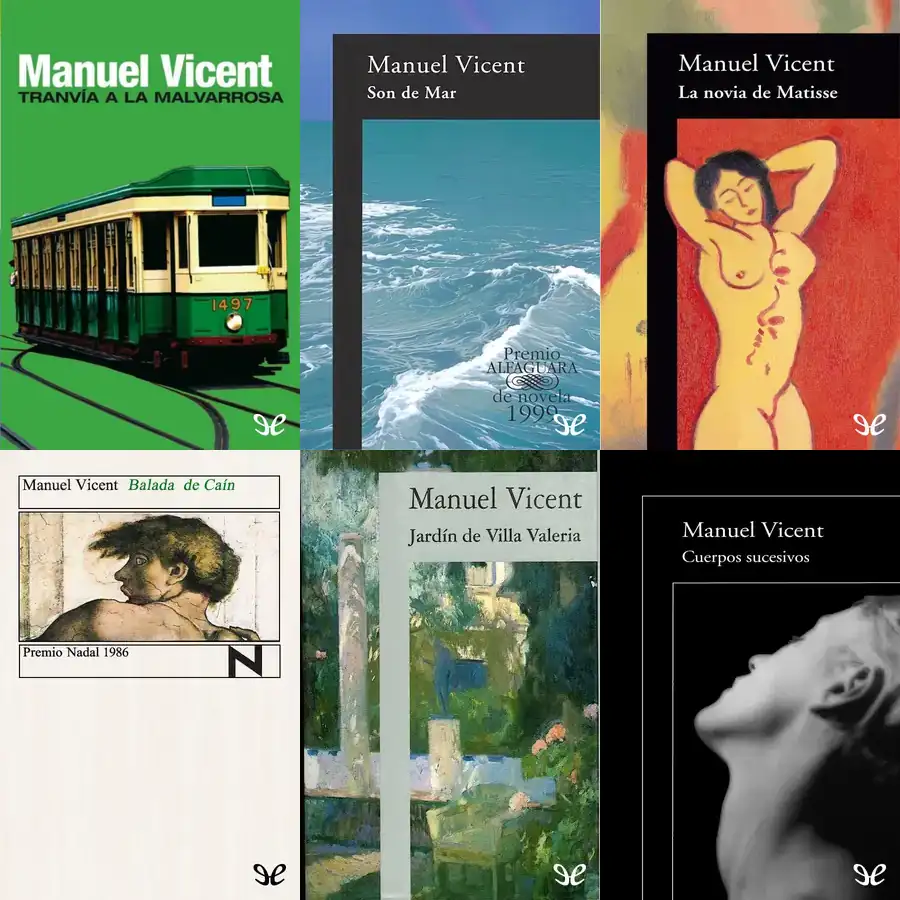 Manuel Vicent
TRANVÍA A LA MALVARROSA
1497
Manuel Vicent
Son de Mar
Premio
ALFAGUARA
de novela
1999
Manuel Vicent
La novia de Matisse
Manuel Vicent Balada de Caín
Premio Nadal 1986
N
Manuel Vicent
Jardín de Villa Valeria
Manuel Vicent
Cuerpos sucesivos